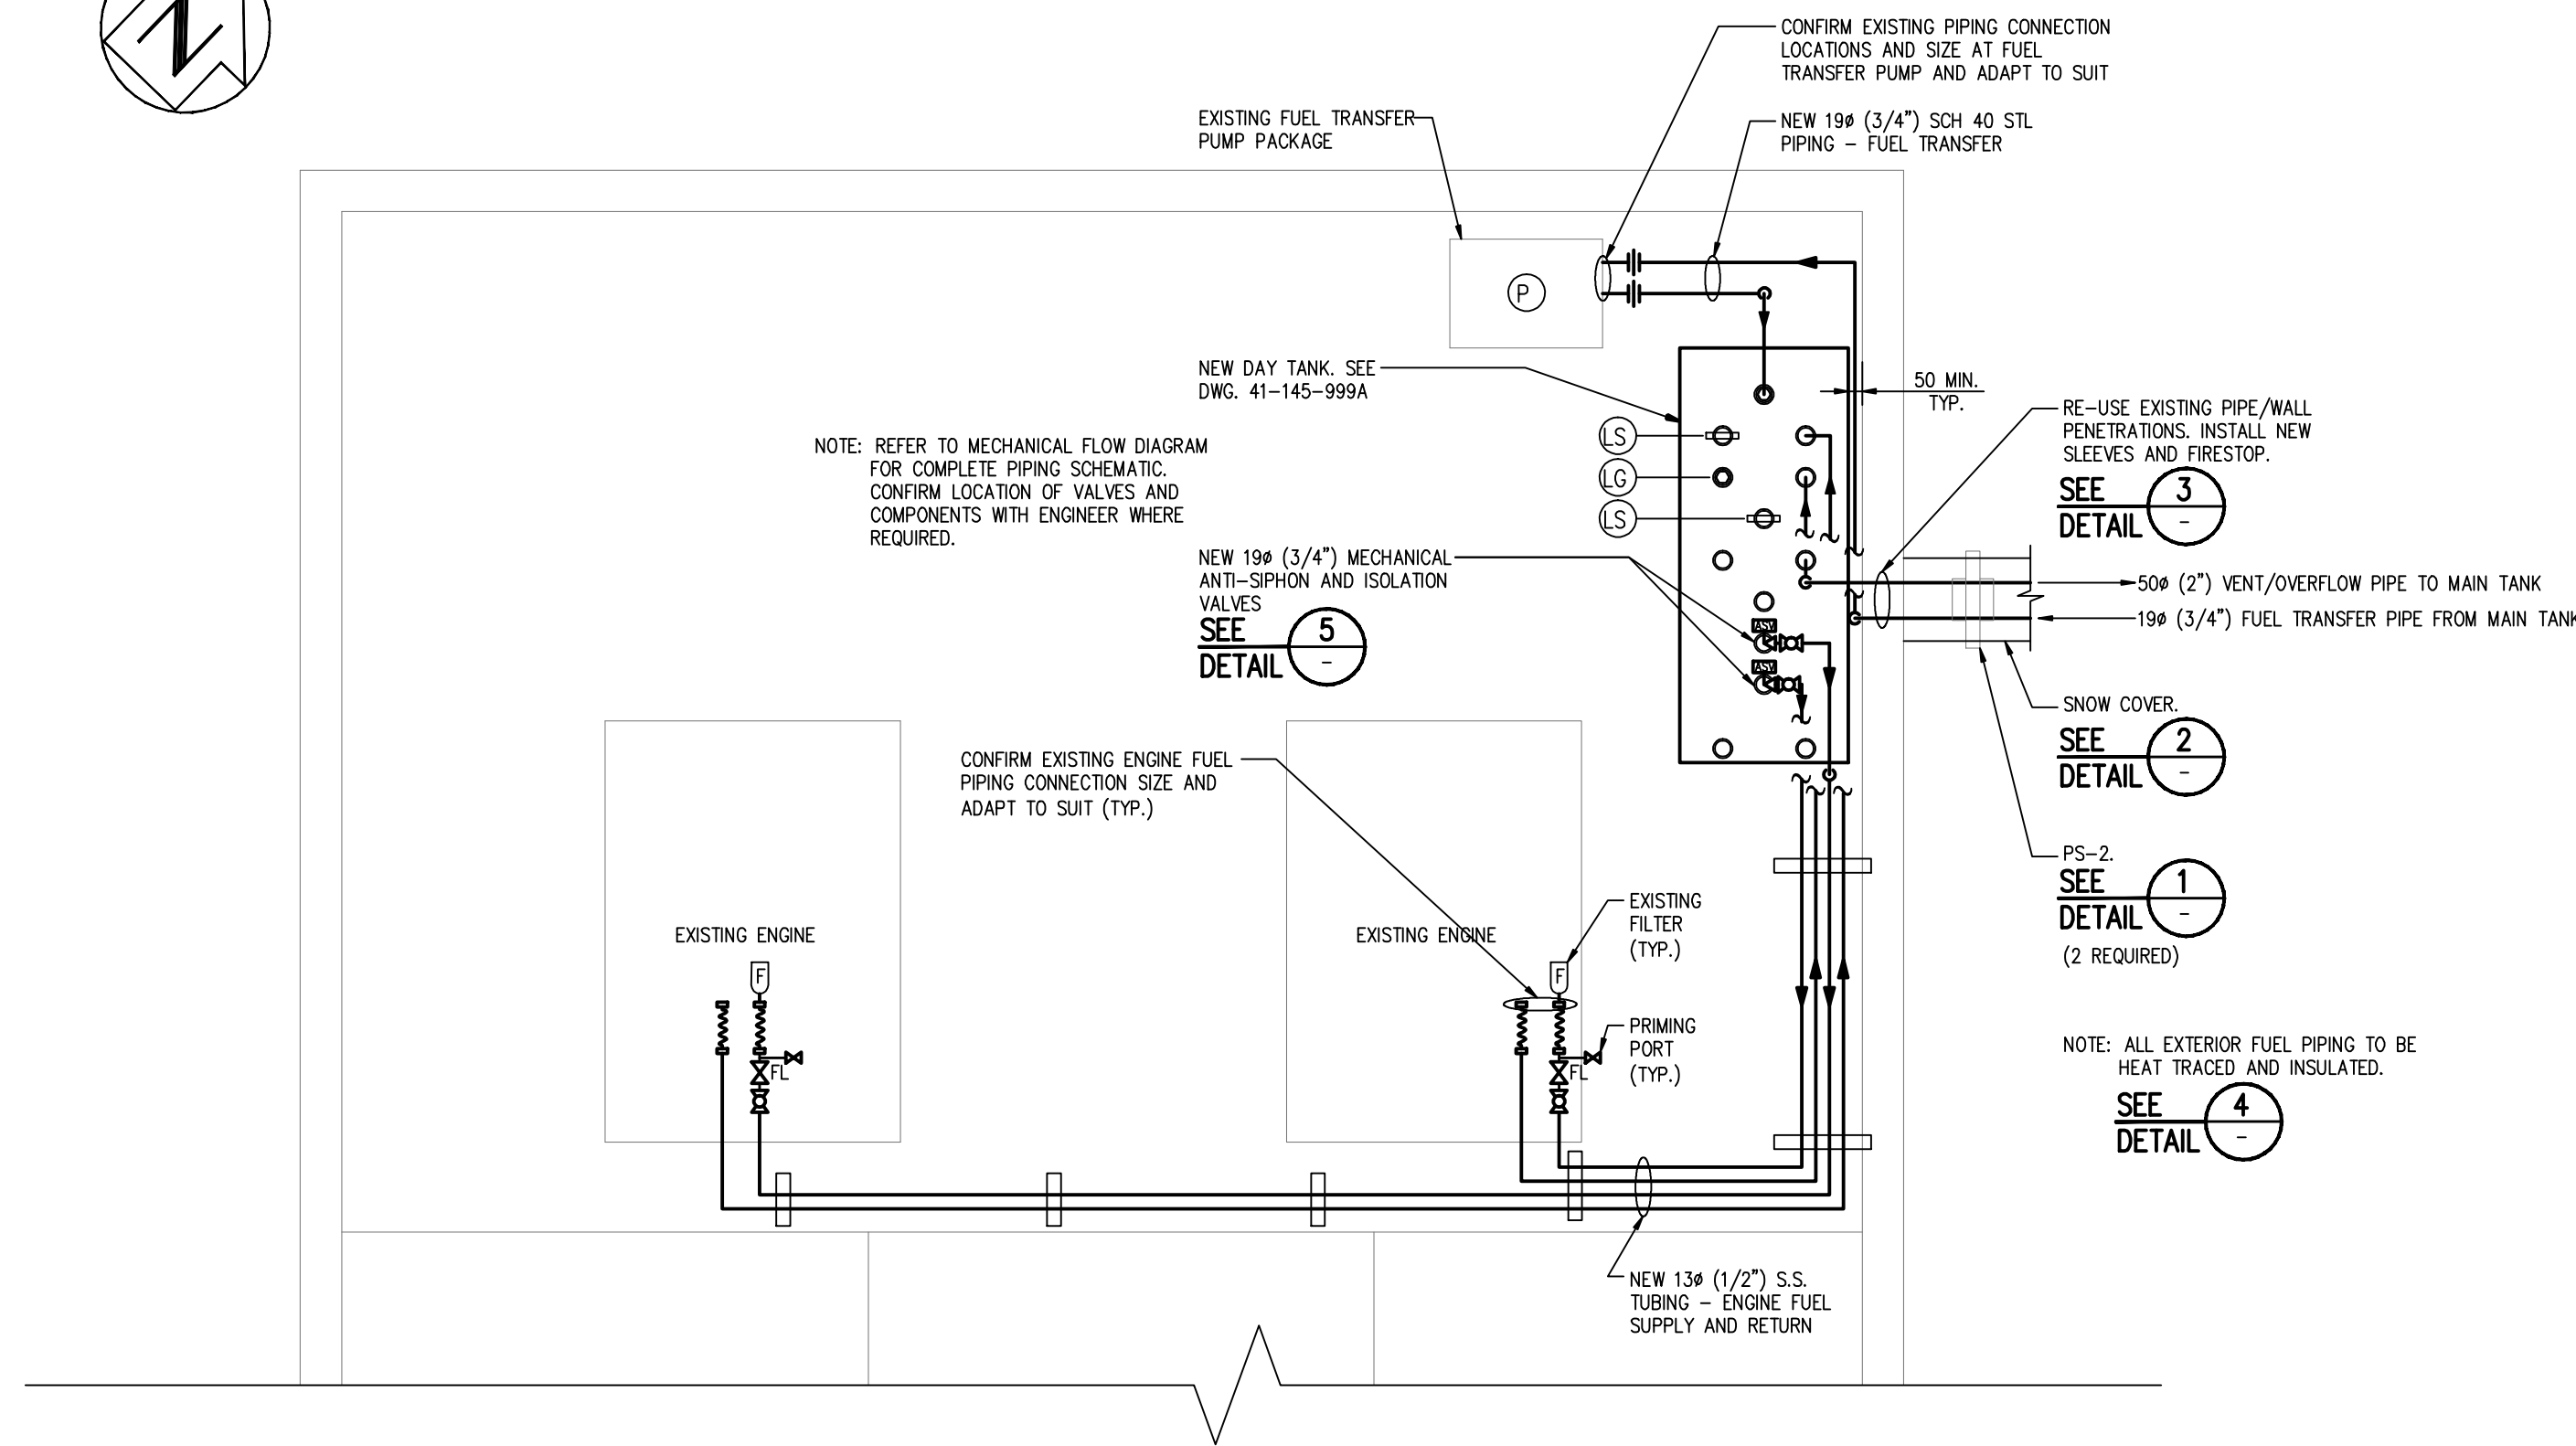 CONFIRM EXISTING PIPING CONNECTION
LOCATIONS AND SIZE AT FUEL
TRANSFER PUMP AND ADAPT TO SUIT
EXISTING FUEL TRANSFER
PUMP PACKAGE
NEW 19ø (3/4") SCH 40 STL
PIPING - FUEL TRANSFER
P
NEW DAY TANK. SEE
DWG. 41-145-999A
50 MIN.
TYP.
RE-USE EXISTING PIPE/WALL
PENETRATIONS. INSTALL NEW
SLEEVES AND FIRESTOP.
SEE
DETAIL
3
-
LS
LG
LS
NOTE: REFER TO MECHANICAL FLOW DIAGRAM
FOR COMPLETE PIPING SCHEMATIC.
CONFIRM LOCATION OF VALVES AND
COMPONENTS WITH ENGINEER WHERE
REQUIRED.
NEW 19ø (3/4") MECHANICAL
ANTI-SIPHON AND ISOLATION
VALVES
SEE
DETAIL
5
-
50ø (2") VENT/OVERFLOW PIPE TO MAIN TANK
19ø (3/4") FUEL TRANSFER PIPE FROM MAIN TANK
ASV
ASV
SNOW COVER.
SEE
DETAIL
2
-
CONFIRM EXISTING ENGINE FUEL
PIPING CONNECTION SIZE AND
ADAPT TO SUIT (TYP.)
PS-2.
SEE
DETAIL
1
-
(2 REQUIRED)
EXISTING ENGINE
EXISTING ENGINE
EXISTING
FILTER
(TYP.)
F
F
PRIMING
PORT
(TYP.)
FL
FL
NOTE: ALL EXTERIOR FUEL PIPING TO BE
HEAT TRACED AND INSULATED.
SEE
DETAIL
4
-
NEW 13ø (1/2") S.S.
TUBING - ENGINE FUEL
SUPPLY AND RETURN